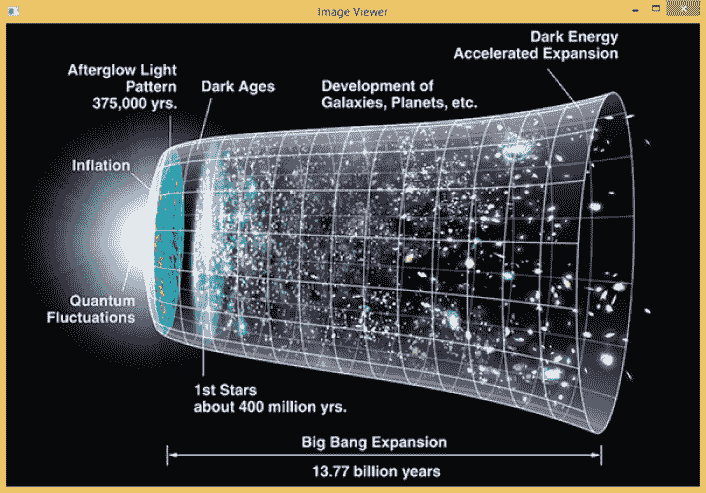 Image Viewer
Dark Energy
Accelerated Expansion
Afterglow Light
Pattern
375,000 yrs.
Dark Ages
Development of
Galaxies, Planets, etc.
Inflation
Quantum
Fluctuations
1st Stars
about 400 million yrs.
Big Bang Expansion
13.77 billion years